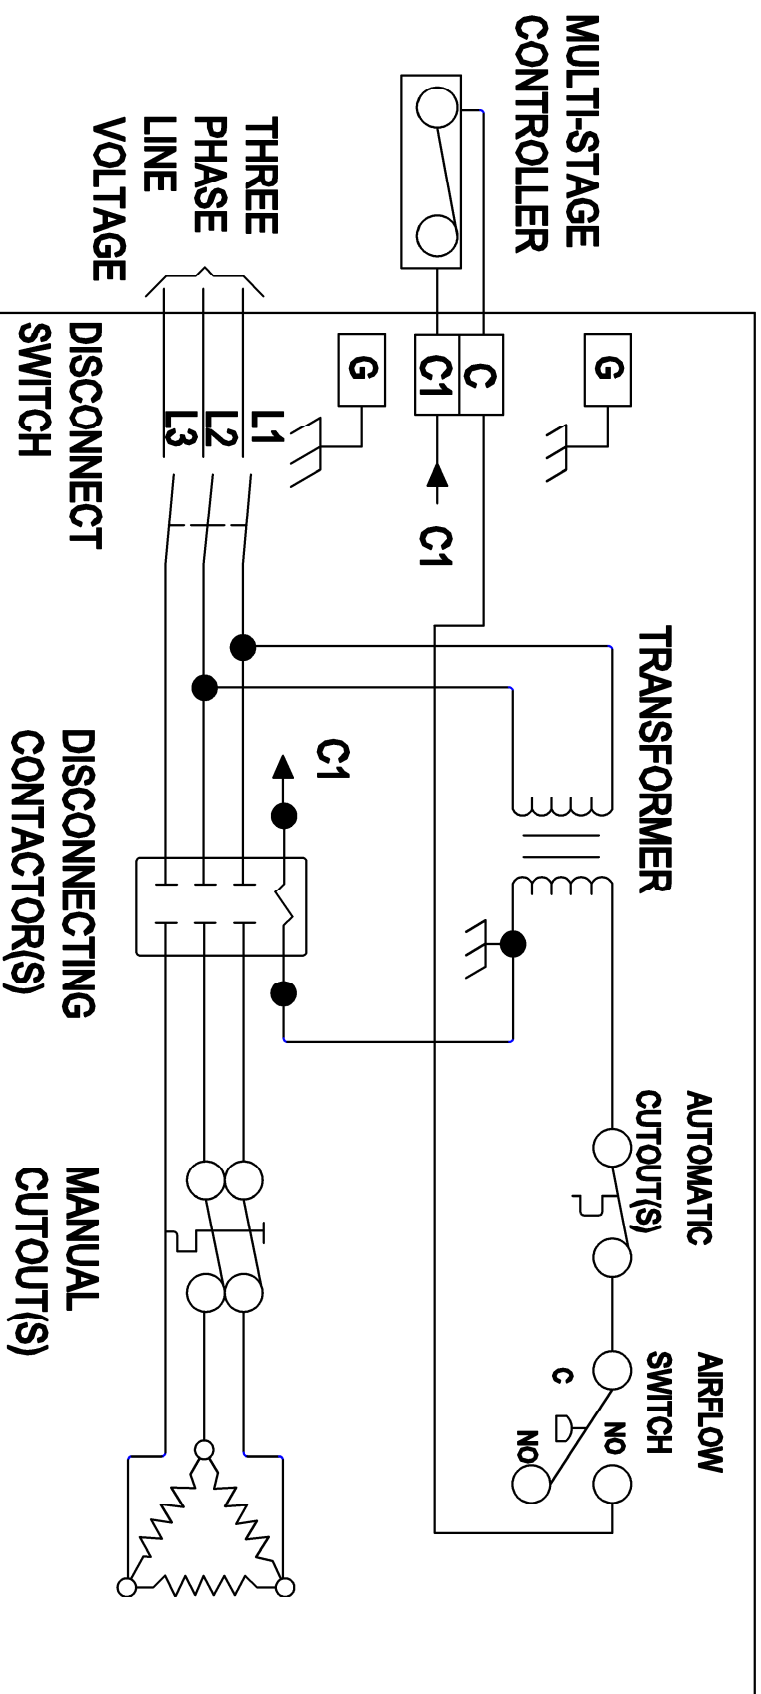 MULTI-STAGE
CONTROLLER
THREE
PHASE
LINE
VOLTAGE
G
C
C1
G
C1
L1
L2
L3
DISCONNECT
SWITCH
TRANSFORMER
C1
DISCONNECTING
CONTACTOR(S)
AUTOMATIC
CUTOUT(S)
MANUAL
CUTOUT(S)
AIRFLOW
SWITCH
C
NO
NO